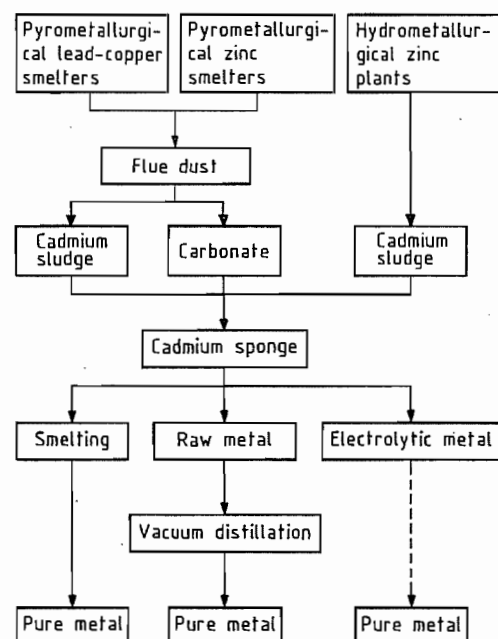 Pyrometallurgi-
cal lead-copper
smelters
Pyrometallurgi-
cal zinc
smelters
Hydrometallur-
gical zinc
plants
Flue dust
Cadmium
sludge
Carbonate
Cadmium
sludge
Cadmium sponge
Smelting
Raw metal
Electrolytic metal
Vacuum distillation
Pure metal
Pure metal
Pure metal